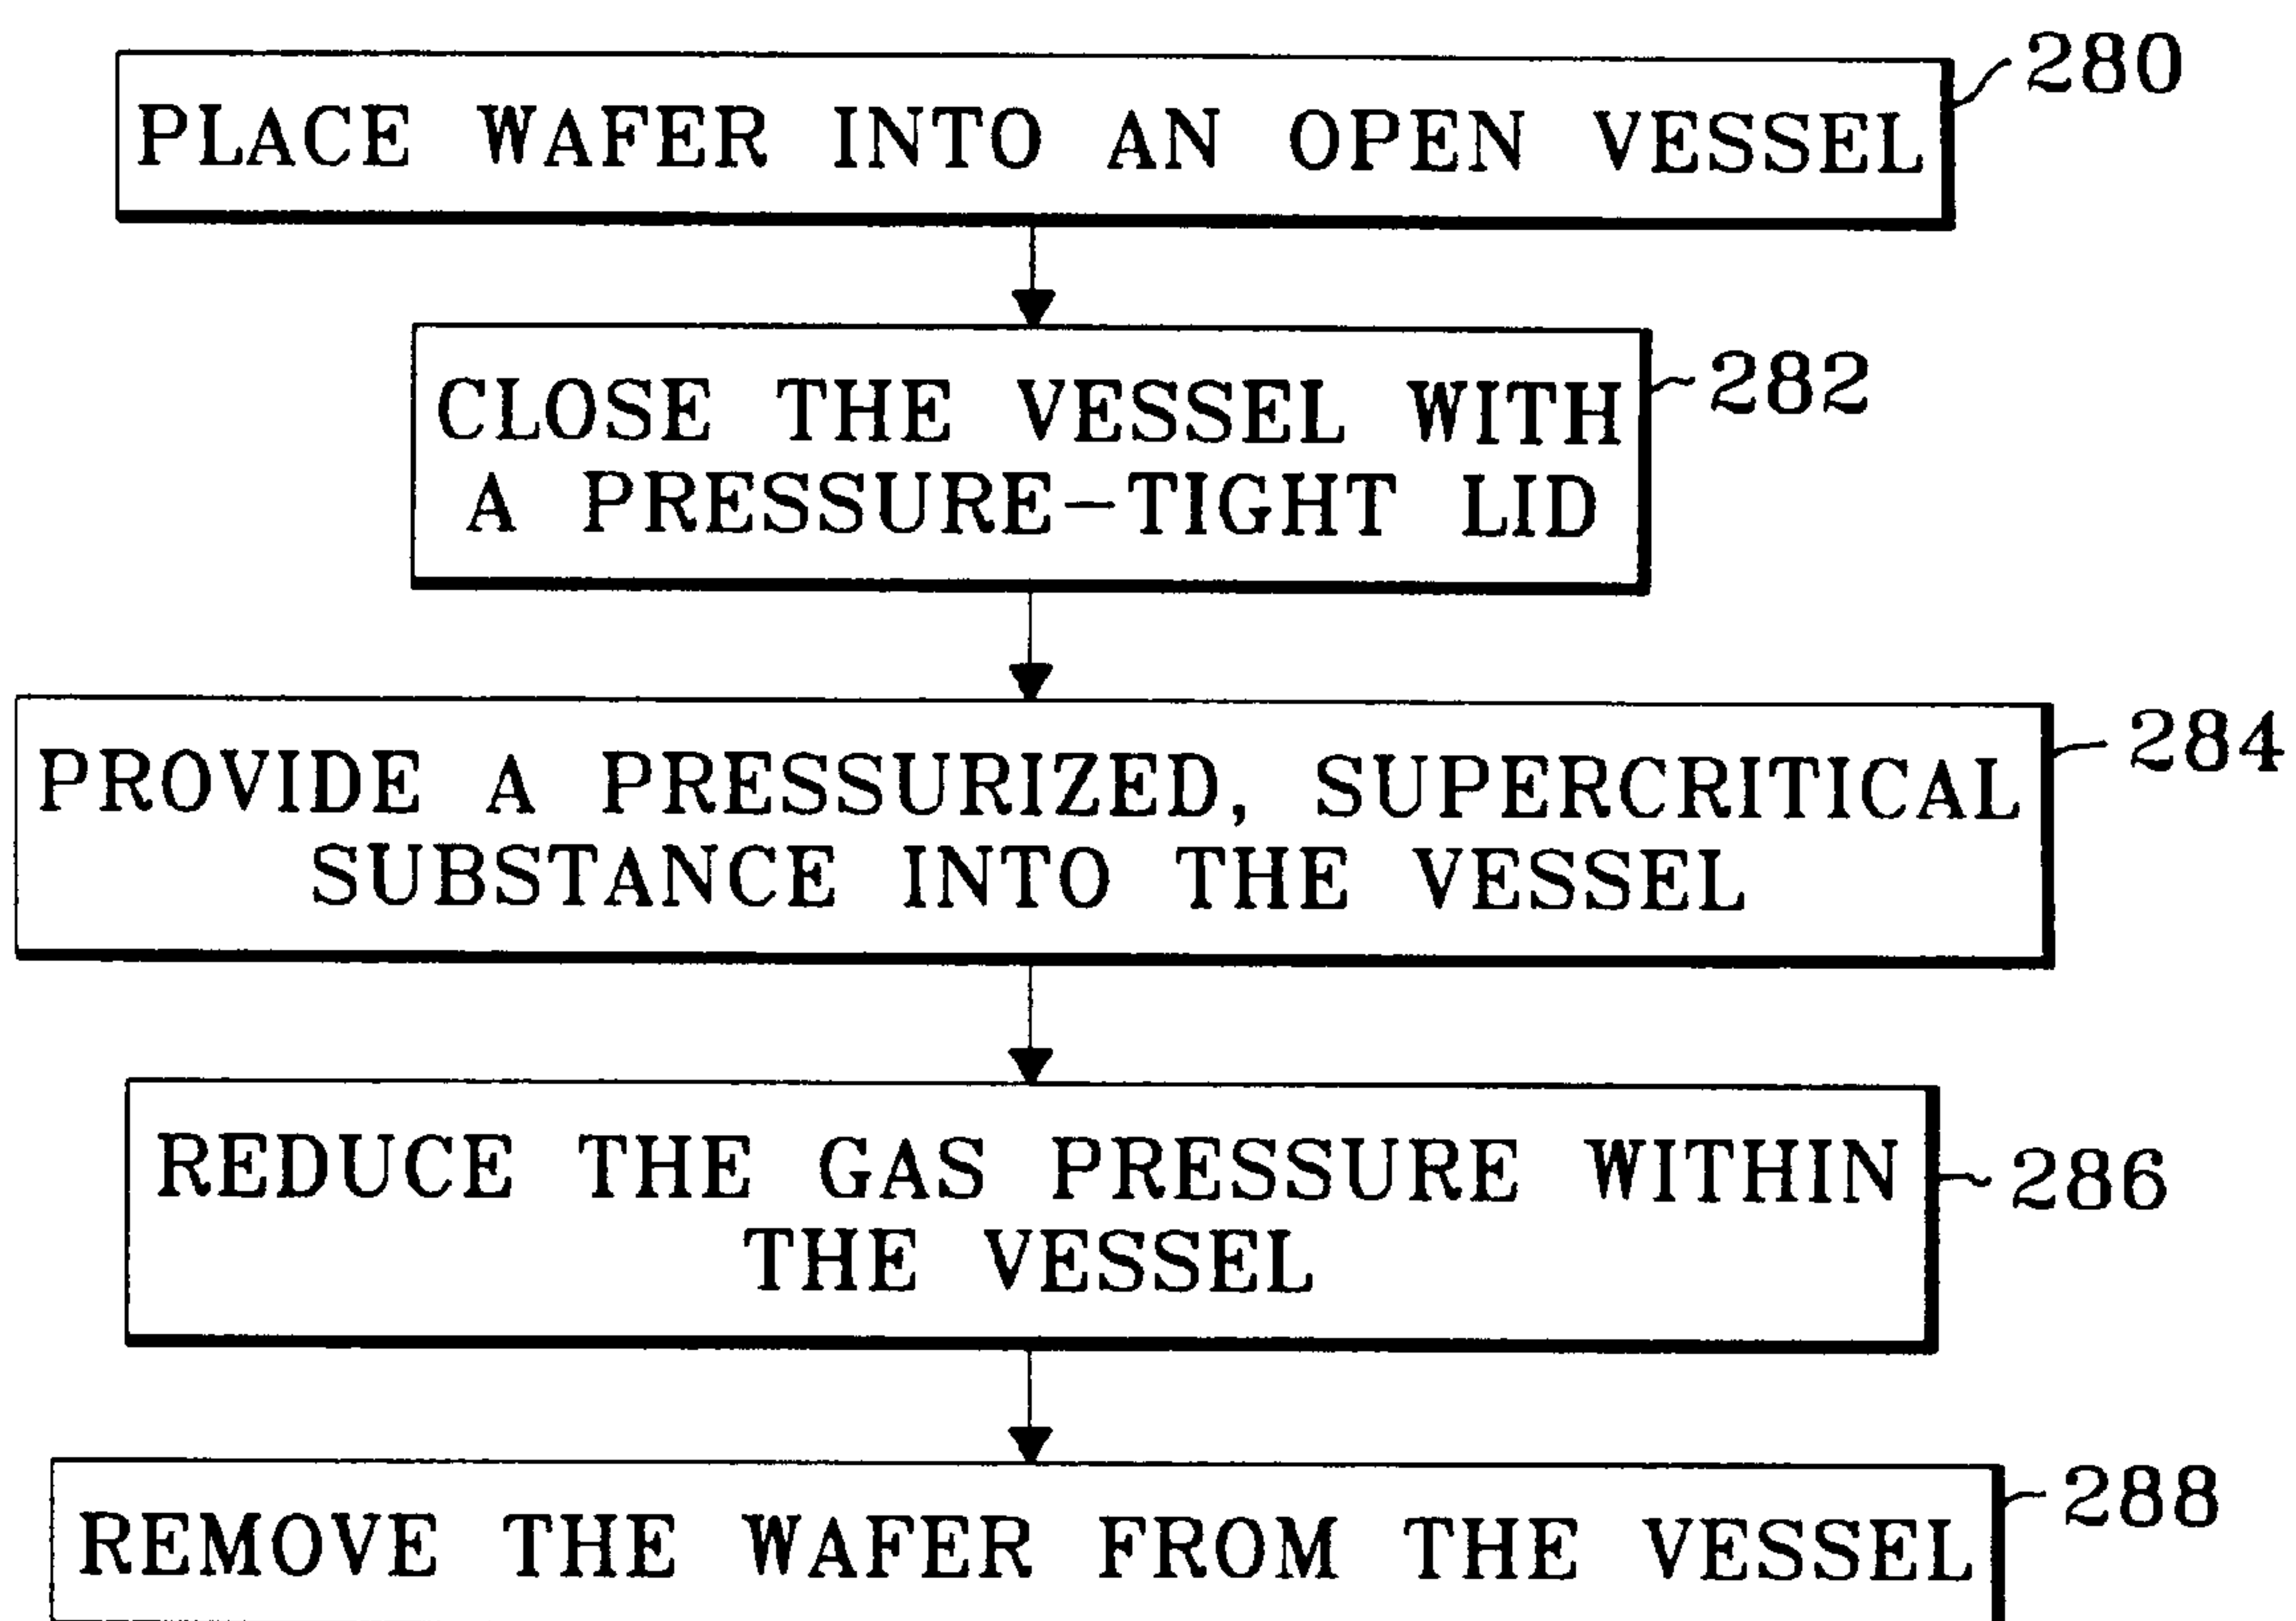 PLACE WAFER INTO AN OPEN VESSEL
280
CLOSE THE VESSEL WITH
A PRESSURE-TIGHT LID
282
PROVIDE A PRESSURIZED, SUPERCRITICAL
SUBSTANCE INTO THE VESSEL
284
REDUCE THE GAS PRESSURE WITHIN
THE VESSEL
286
REMOVE THE WAFER FROM THE VESSEL
288